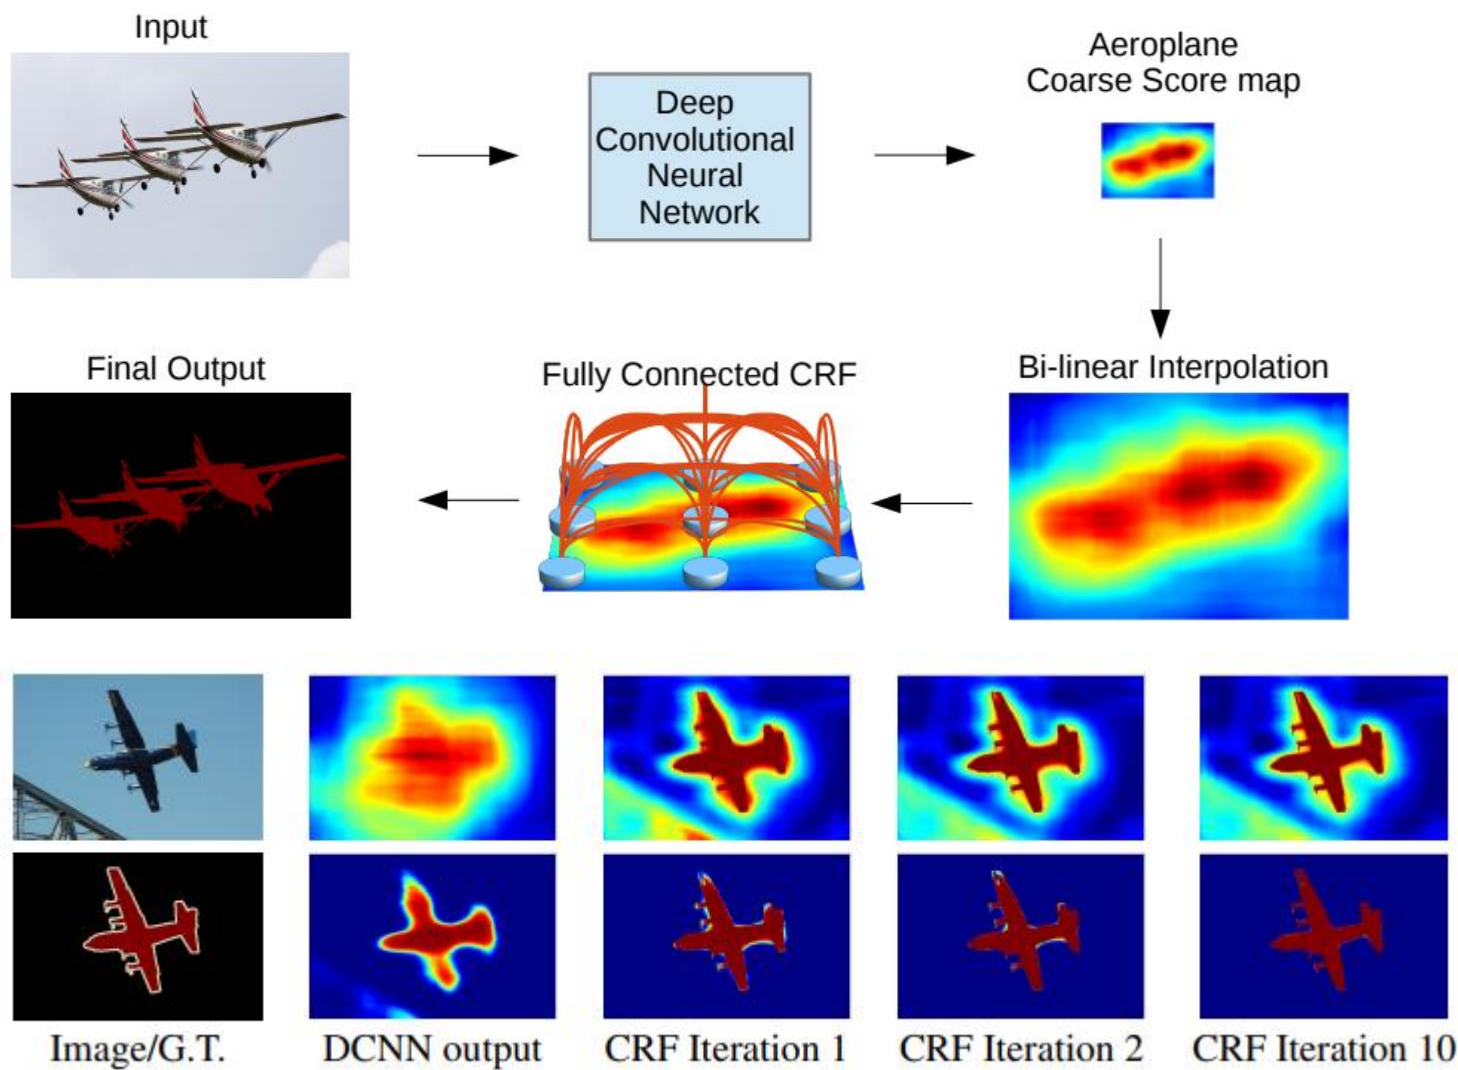 Input
Deep
Convolutional
Neural
Network
Aeroplane
Coarse Score map
Final Output
Fully Connected CRF
Bi-linear Interpolation
Image/G.T.
DCNN output
CRF Iteration 1
CRF Iteration 2
CRF Iteration 10